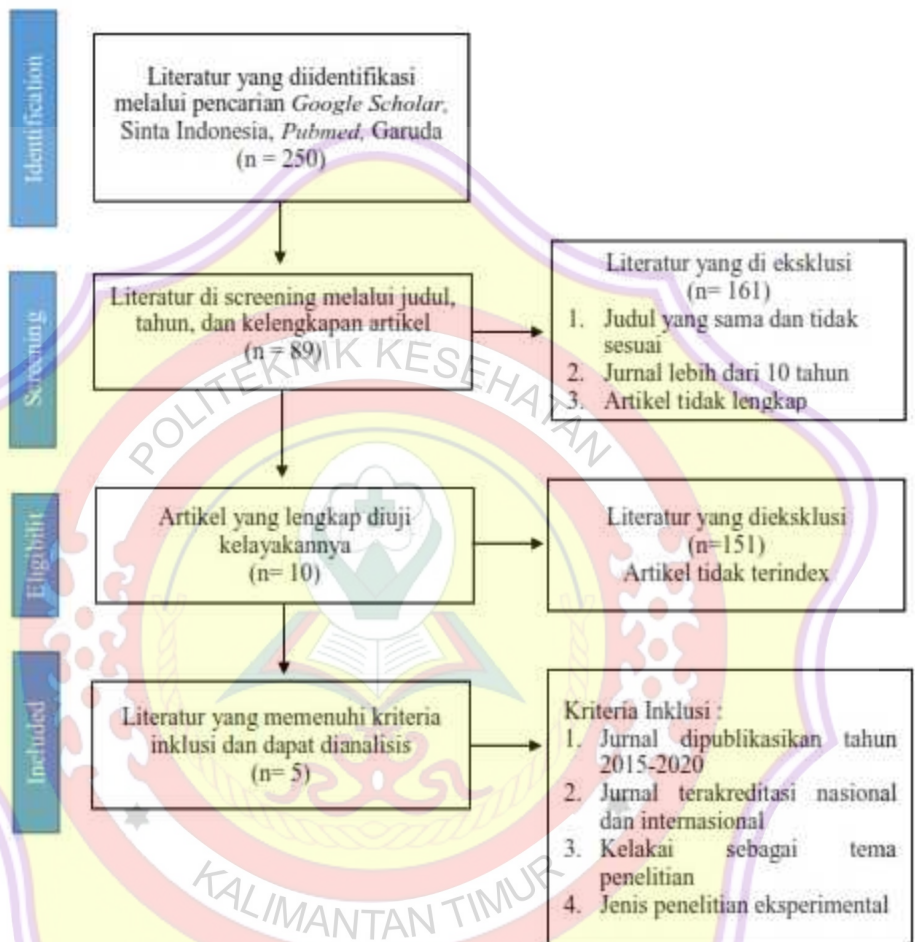 Identification
Literatur yang diidentifikasi
melalui pencarian Google Scholar,
Sinta Indonesia, Pubmed, Garuda
(n = 250)
Screening
Literatur di screening melalui judul,
tahun, dan kelengkapan artikel
(n = 89)
Literatur yang di eksklusi
(n= 161)
1. Judul yang sama dan tidak
sesuai
2. Jurnal lebih dari 10 tahun
3. Artikel tidak lengkap
POLITEKNIK KESEHATAN
Eligibilit
Artikel yang lengkap diuji
kelayakannya
(n= 10)
Literatur yang dieksklusi
(n=151)
Artikel tidak terindex
Included
Literatur yang memenuhi kriteria
inklusi dan dapat dianalisis
(n= 5)
Kriteria Inklusi :
1. Jurnal dipublikasikan tahun
2015-2020
2. Jurnal terakreditasi nasional
dan internasional
3. Kelakai sebagai tema
penelitian
4. Jenis penelitian eksperimental
KALIMANTAN TIMUR